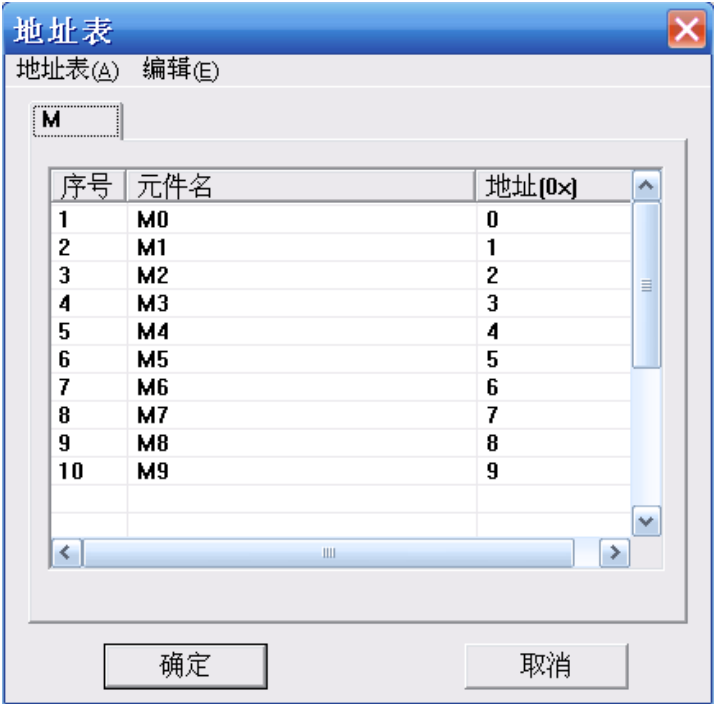 地址表
地址表(A) 编辑(E)
M
序号 元件名 地址(0x)
1 M0 0
2 M1 1
3 M2 2
4 M3 3
5 M4 4
6 M5 5
7 M6 6
8 M7 7
9 M8 8
10 M9 9
确定 取消